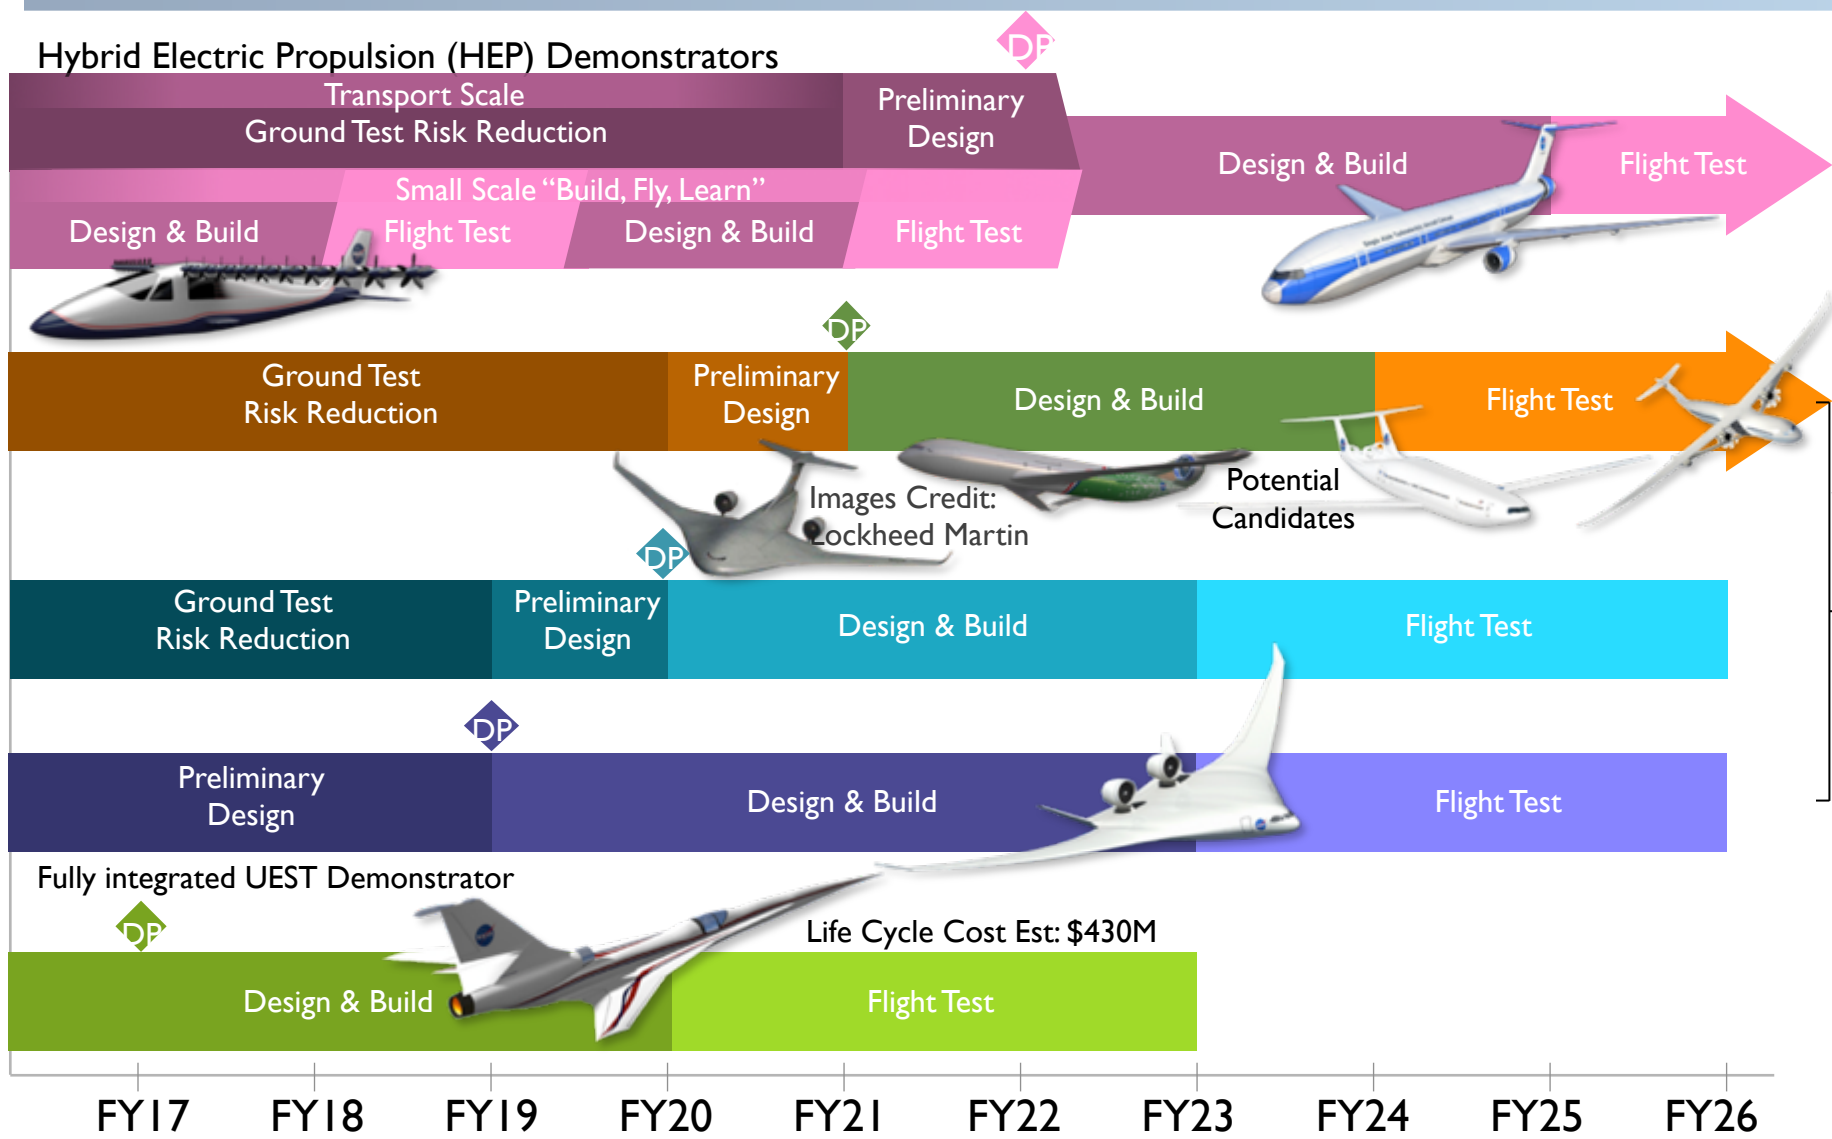 DP
Hybrid Electric Propulsion (HEP) Demonstrators
Transport Scale
Ground Test Risk Reduction
Preliminary
Design
Design & Build
Flight Test
Small Scale “Build, Fly, Learn”
Design & Build
Flight Test
Design & Build
Flight Test
DP
Ground Test
Risk Reduction
Preliminary
Design
Design & Build
Flight Test
Images Credit:
Lockheed Martin
Potential
Candidates
DP
Ground Test
Risk Reduction
Preliminary
Design
Design & Build
Flight Test
DP
Preliminary
Design
Design & Build
Flight Test
Fully integrated UEST Demonstrator
DP
Life Cycle Cost Est: $430M
Design & Build
Flight Test
FY17 FY18 FY19 FY20 FY21 FY22 FY23 FY24 FY25 FY26